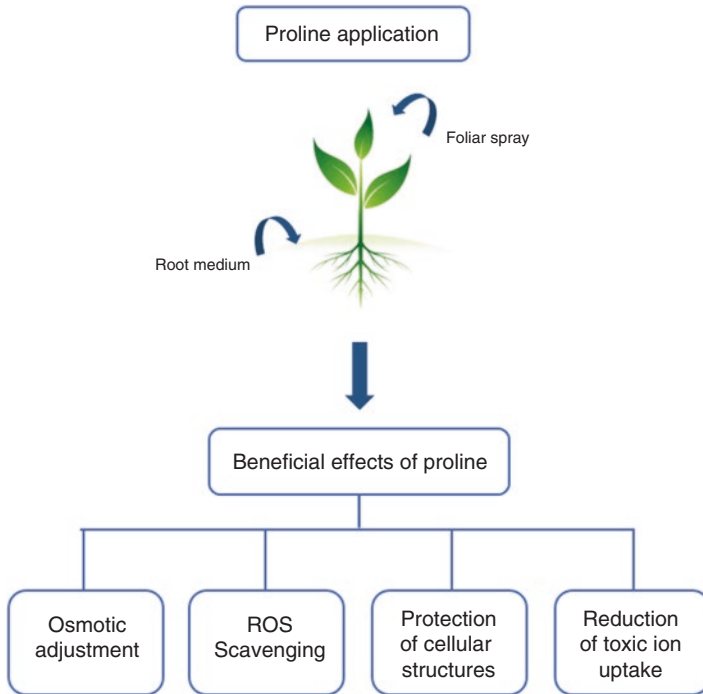 Proline application
Foliar spray
Root medium
Beneficial effects of proline
Osmotic
adjustment
ROS
Scavenging
Protection
of cellular
structures
Reduction
of toxic ion
uptake